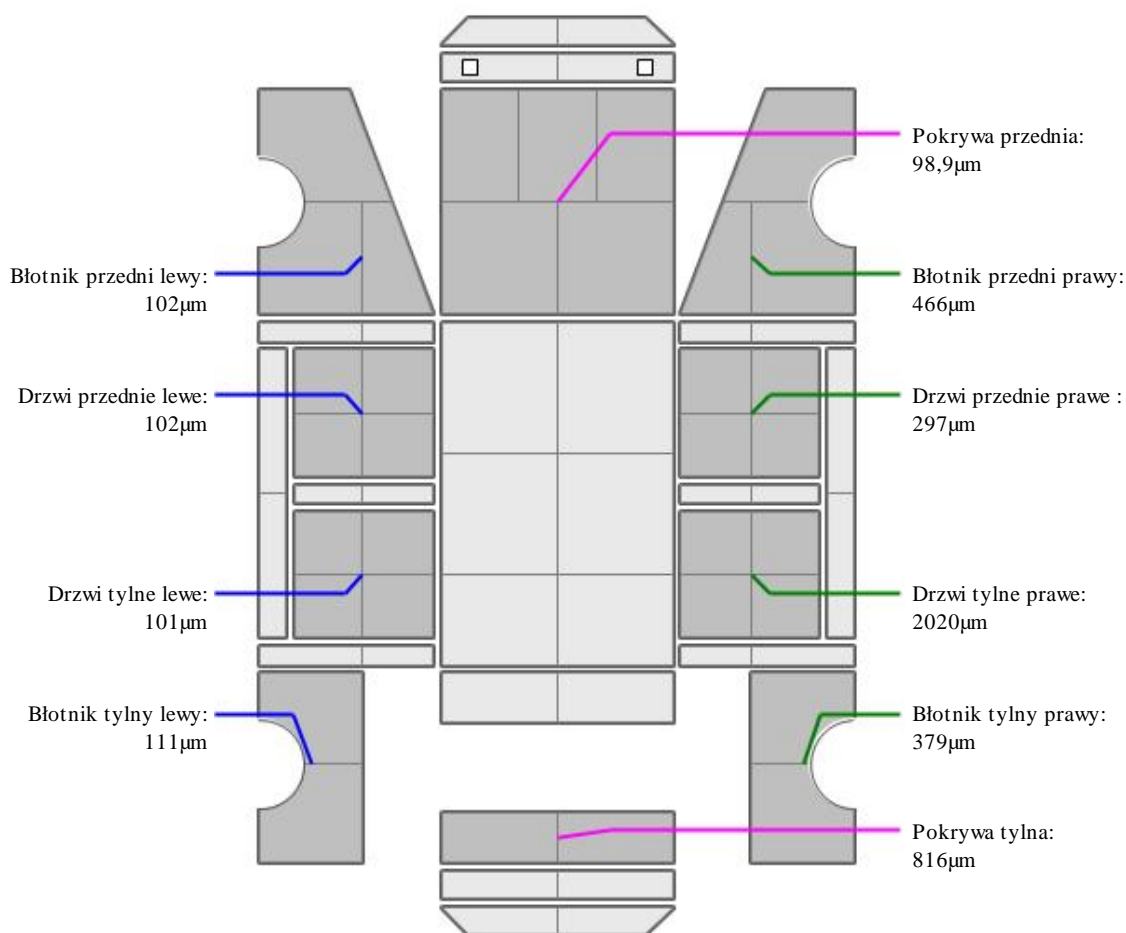 Pokrywa przednia:
98,9µm
Błotnik przedni lewy:
102µm
Błotnik przedni prawy:
466µm
Drzwi przednie lewe:
102µm
Drzwi przednie prawe :
297µm
Drzwi tylne lewe:
101µm
Drzwi tylne prawe:
2020µm
Błotnik tylny lewy:
111µm
Błotnik tylny prawy:
379µm
Pokrywa tylna:
816µm